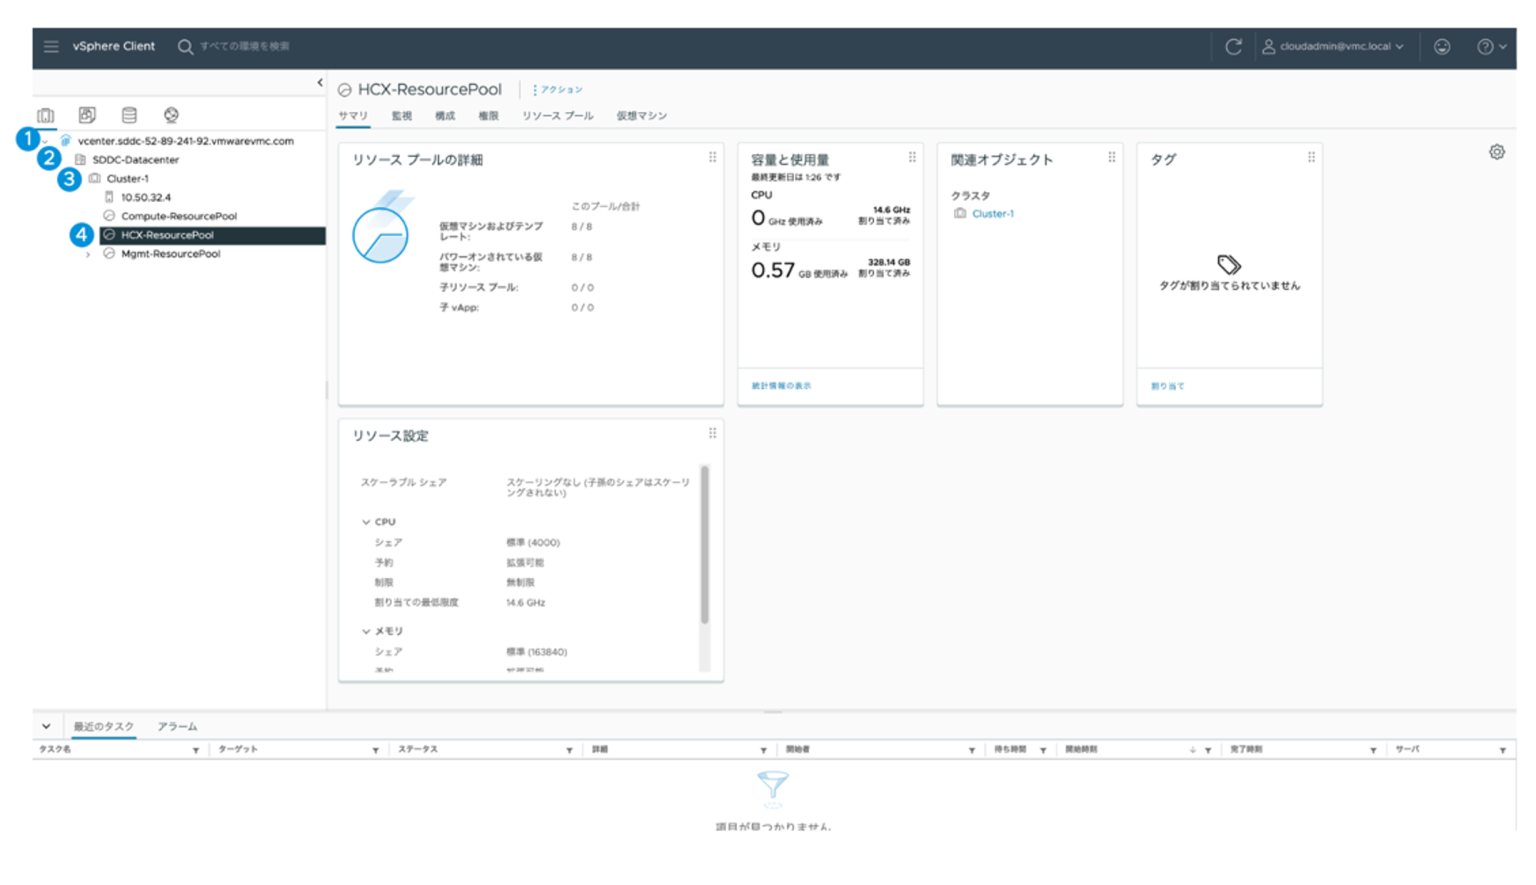 vSphere Client
すべての環境を検索
cloudadmin@vmc.local
HCX-ResourcePool
アクション
サマリ 監視 構成 権限 リソース プール 仮想マシン
1
vcenter.sddc-52-89-241-92.vmwarevmc.com
2
SDDC-Datacenter
3
Cluster-1
10.50.32.4
Compute-ResourcePool
4
HCX-ResourcePool
Mgmt-ResourcePool
リソース プールの詳細
このプール/合計
仮想マシンおよびテンプ
レート:
8 / 8
パワーオンされている仮
想マシン:
8 / 8
子リソース プール:
0 / 0
子 vApp:
0 / 0
容量と使用量
最終更新日は 1:26 です
CPU
0 GHz 使用済み
14.6 GHz
割り当て済み
メモリ
0.57 GB 使用済み
328.14 GB
割り当て済み
統計情報の表示
関連オブジェクト
クラスタ
Cluster-1
タグ
タグが割り当てられていません
割り当て
リソース設定
スケーラブル シェア
スケーリングなし (子孫のシェアはスケーリ
ングされない)
CPU
シェア 標準 (4000)
予約 拡張可能
制限 無制限
割り当ての最低限度 14.6 GHz
メモリ
シェア 標準 (163840)
予約 拡張可能
最近のタスク アラーム
タスク名 ターゲット ステータス 詳細 開始者 待ち時間 開始時刻 完了時刻 サーバ
項目が見つかりません